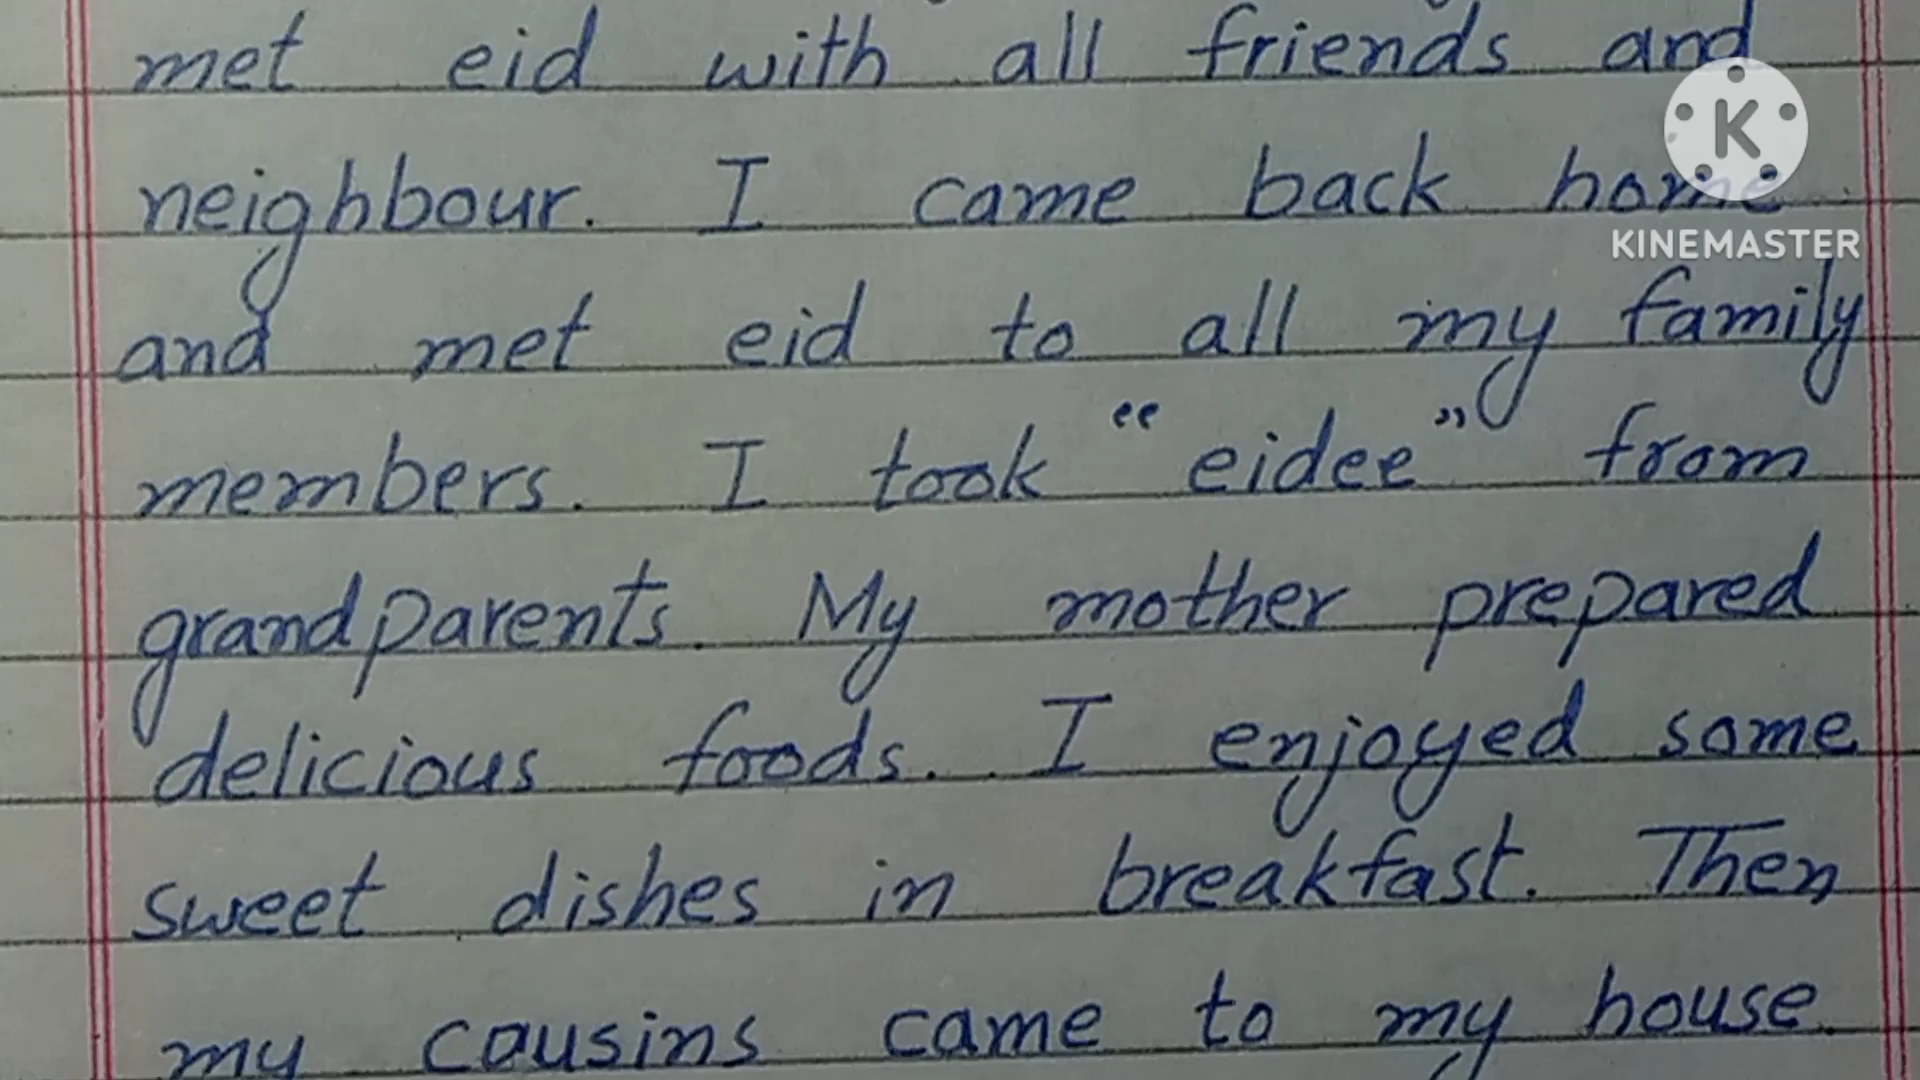 met eid with all friends and
neighbour. I came back home
K
KINEMASTER
and met eid to all my family
members. I took "eidee" from
grandparents. My mother prepared
delicious foods. I enjoyed some
sweet dishes in breakfast. Then
my cousins came to my house.